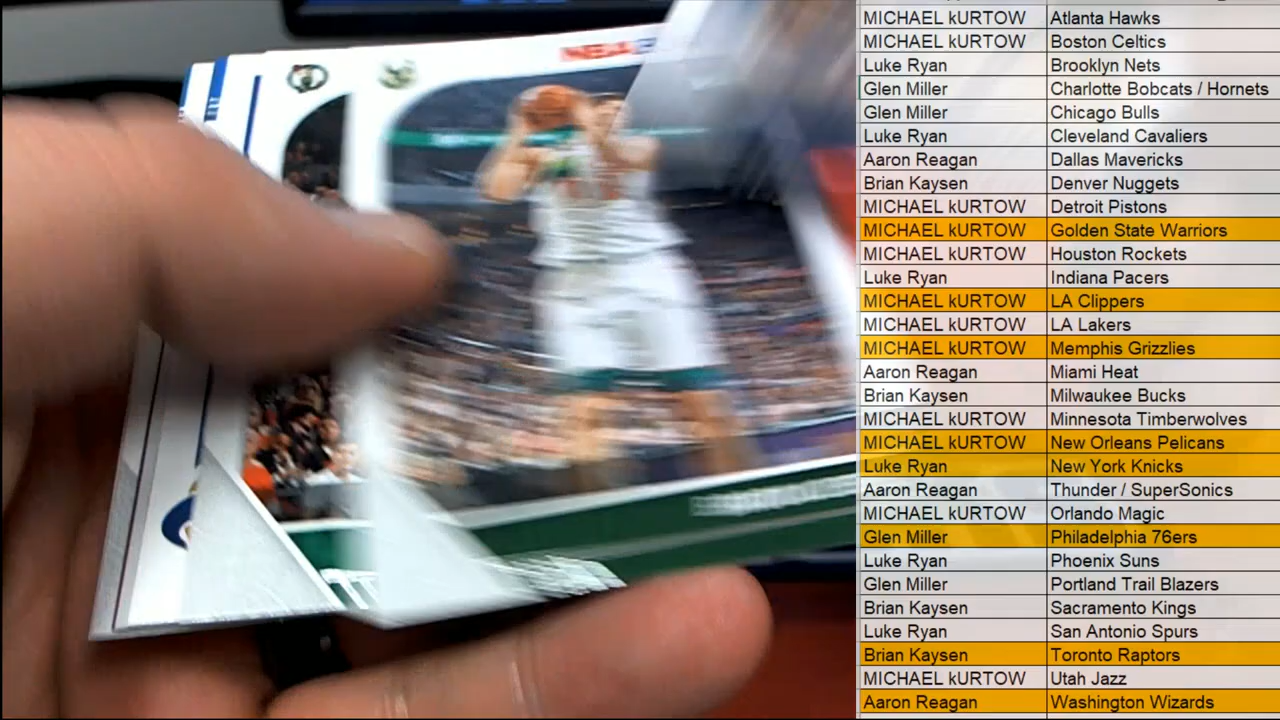 MICHAEL kURTOW Atlanta Hawks
MICHAEL kURTOW Boston Celtics
Luke Ryan Brooklyn Nets
Glen Miller Charlotte Bobcats / Hornets
Glen Miller Chicago Bulls
Luke Ryan Cleveland Cavaliers
Aaron Reagan Dallas Mavericks
Brian Kaysen Denver Nuggets
MICHAEL kURTOW Detroit Pistons
MICHAEL kURTOW Golden State Warriors
MICHAEL kURTOW Houston Rockets
Luke Ryan Indiana Pacers
MICHAEL kURTOW LA Clippers
MICHAEL kURTOW LA Lakers
MICHAEL kURTOW Memphis Grizzlies
Aaron Reagan Miami Heat
Brian Kaysen Milwaukee Bucks
MICHAEL kURTOW Minnesota Timberwolves
MICHAEL kURTOW New Orleans Pelicans
Luke Ryan New York Knicks
Aaron Reagan Thunder / SuperSonics
MICHAEL kURTOW Orlando Magic
Glen Miller Philadelphia 76ers
Luke Ryan Phoenix Suns
Glen Miller Portland Trail Blazers
Brian Kaysen Sacramento Kings
Luke Ryan San Antonio Spurs
Brian Kaysen Toronto Raptors
MICHAEL kURTOW Utah Jazz
Aaron Reagan Washington Wizards